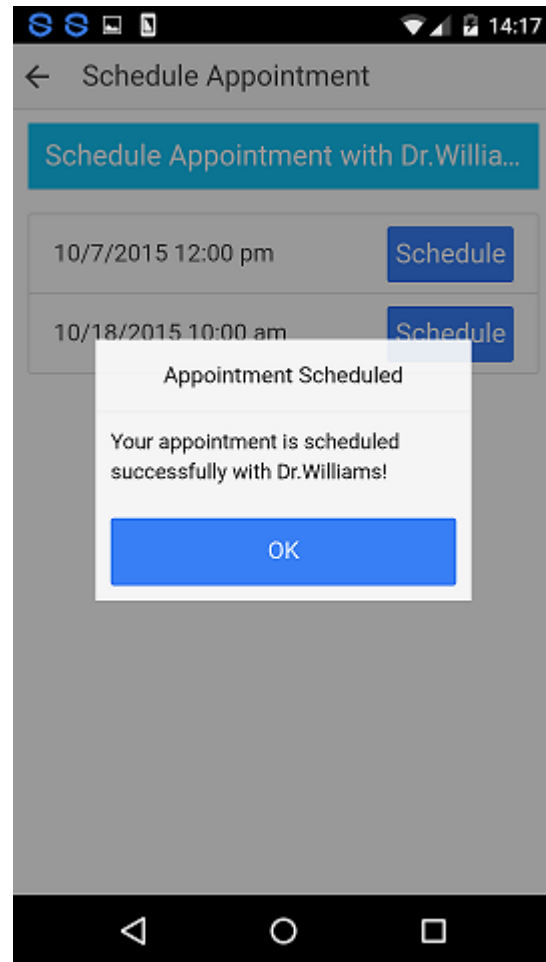 14:17
Schedule Appointment
Schedule Appointment with Dr.Willia...
10/7/2015 12:00 pm
Schedule
10/18/2015 10:00 am
Schedule
Appointment Scheduled
Your appointment is scheduled
successfully with Dr.Williams!
OK